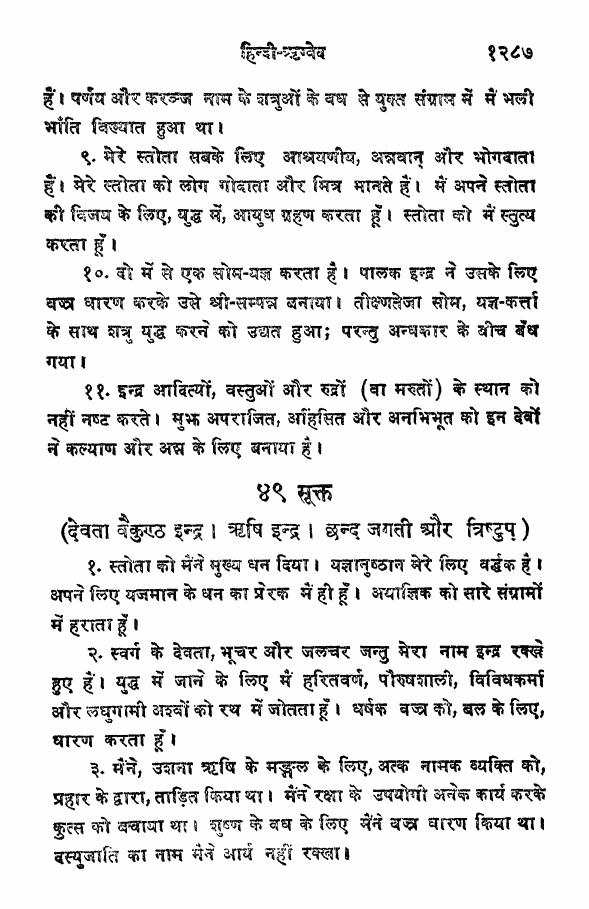 हिन्दी-ऋग्वेद १२८७
हैं। पर्णय और करञ्ज नाम के शत्रुओं के बध से युक्त संग्राम में मैं भली
भाँति विख्यात हुआ था।
९. मेरे स्तोता सबके लिए आश्रयणीय, अन्नवान् और भोगदाता
हैं। मेरे स्तोता को लोग गोदाता और मित्र मानते हैं। मैं अपने स्तोता
की विजय के लिए, युद्ध में, आयुध ग्रहण करता हूँ। स्तोता को मैं स्तुत्य
करता हूँ।
१०. दो में से एक सोम-यज्ञ करता है। पालक इन्द्र ने उसके लिए
वज्र धारण करके उसे श्री-सम्पन्न बनाया। तीक्ष्णतेजा सोम, यज्ञ-कर्त्ता
के साथ शत्रु युद्ध करने को उद्यत हुआ; परन्तु अन्धकार के बीच बँध
गया।
११. इन्द्र आदित्यों, वस्तुओं और रुद्रों (वा मरुतों) के स्थान को
नहीं नष्ट करते। मुझ अपराजित, अहिंसित और अनभिभूत को इन देवों
ने कल्याण और अन्न के लिए बनाया है।
४९ सूक्त
(देवता वैकुण्ठ इन्द्र। ऋषि इन्द्र। छन्द जगती और त्रिष्टुप्)
१. स्तोता को मैंने मुख्य धन दिया। यज्ञानुष्ठान मेरे लिए वर्द्धक है।
अपने लिए यजमान के धन का प्रेरक मैं ही हूँ। अयाज्ञिक को सारे संग्रामों
में हराता हूँ।
२. स्वर्ग के देवता, भूचर और जलचर जन्तु मेरा नाम इन्द्र रक्खे
हुए हैं। युद्ध में जाने के लिए मैं हरितवर्ण, पौरुषशाली, विविधकर्मा
और लघुगामी अश्वों को रथ में जोतता हूँ। धर्षक वज्र को, बल के लिए,
धारण करता हूँ।
३. मैंने, उशना ऋषि के मङ्गल के लिए, अत्क नामक व्यक्ति को,
प्रहार के द्वारा, ताड़ित किया था। मैंने रक्षा के उपयोगी अनेक कार्य करके
कुत्स को बचाया था। शुष्ण के वध के लिए मैंने वज्र धारण किया था।
दस्युजाति का नाम मैंने आर्य नहीं रक्खा।